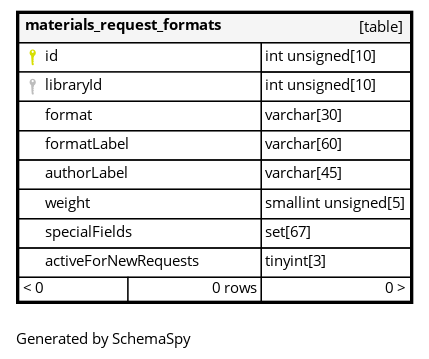 materials_request_formats [table]
id int unsigned[10]
libraryId int unsigned[10]
format varchar[30]
formatLabel varchar[60]
authorLabel varchar[45]
weight smallint unsigned[5]
specialFields set[67]
activeForNewRequests tinyint[3]
< 0 0 rows 0 >
Generated by SchemaSpy